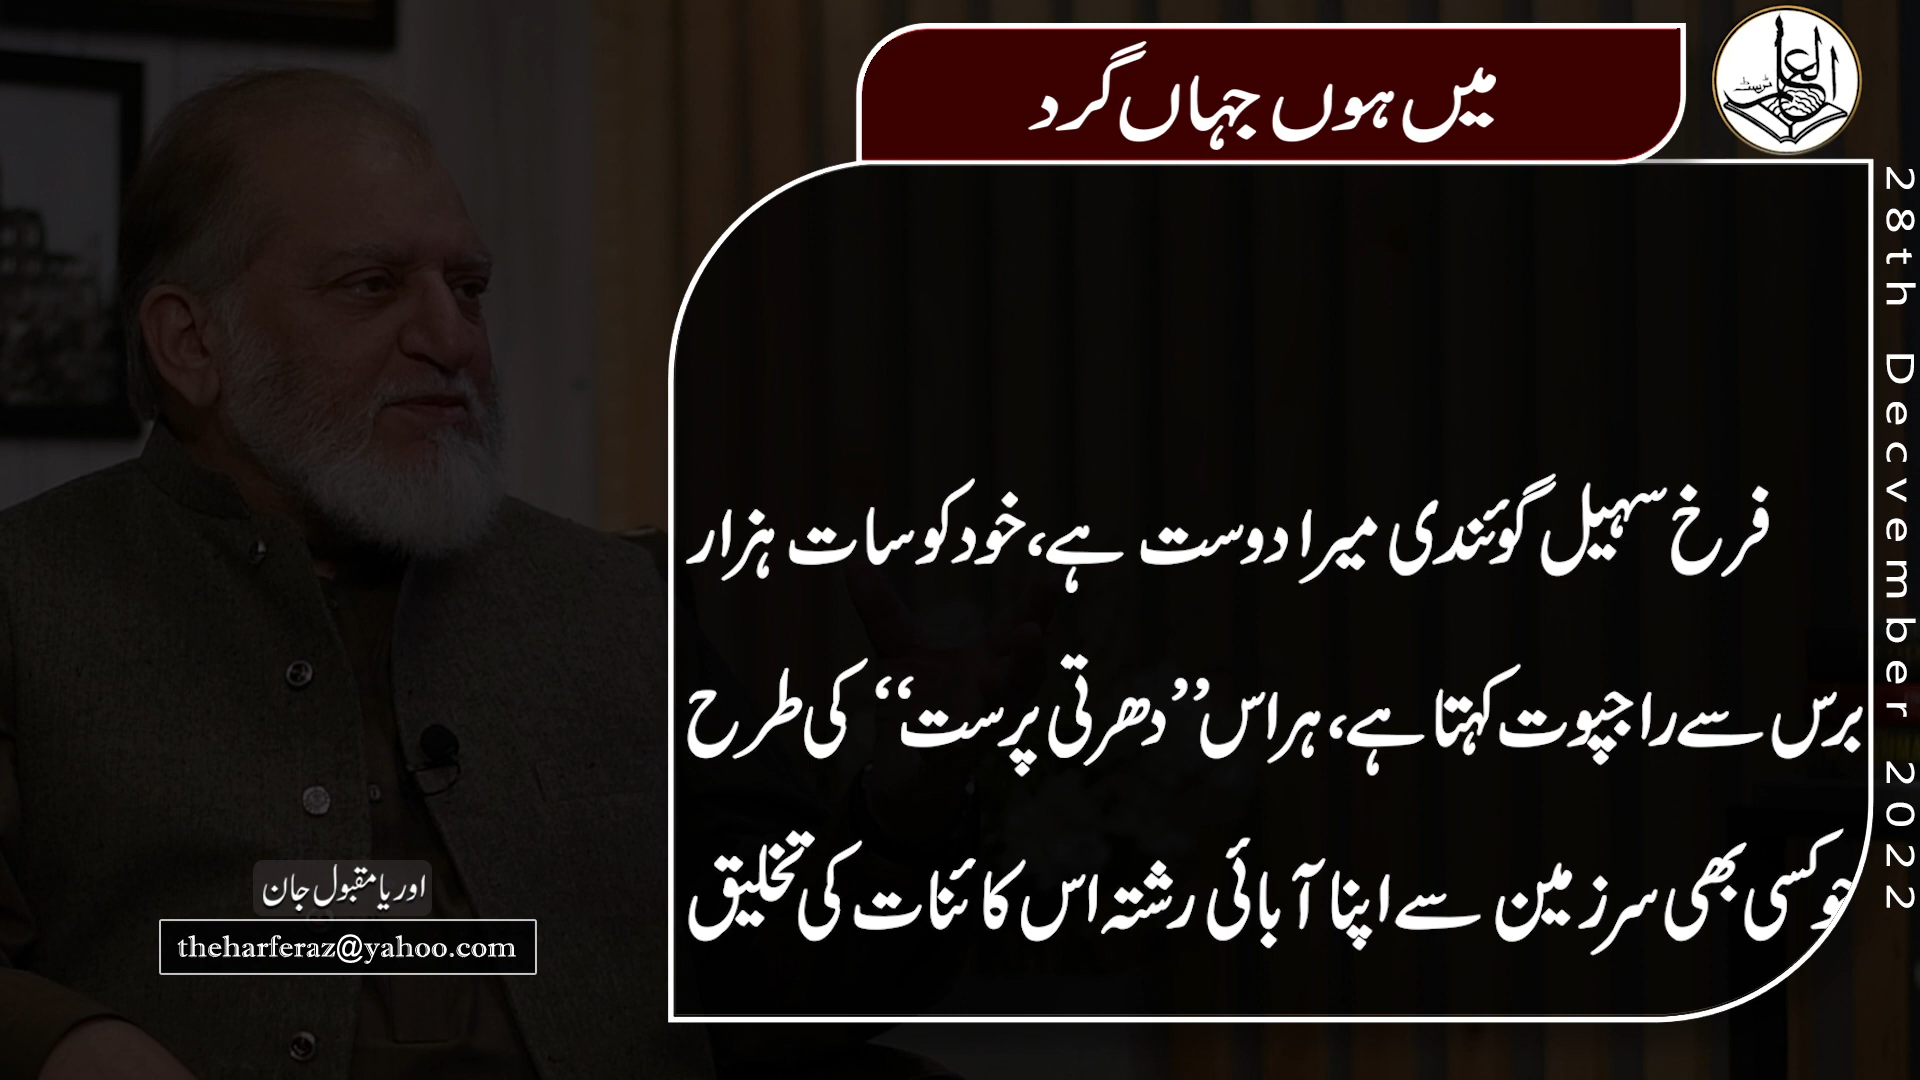 میں ہوں جہاں گرد
العلم
ٹرسٹ
28th Decvember 2022
فرخ سہیل گوئندی میرا دوست ہے، خود کو سات ہزار
برس سے راجپوت کہتا ہے، ہر اس ’’دھرتی پرست‘‘ کی طرح
جو کسی بھی سرزمین سے اپنا آبائی رشتہ اس کائنات کی تخلیق
اوریا مقبول جان
theharferaz@yahoo.com